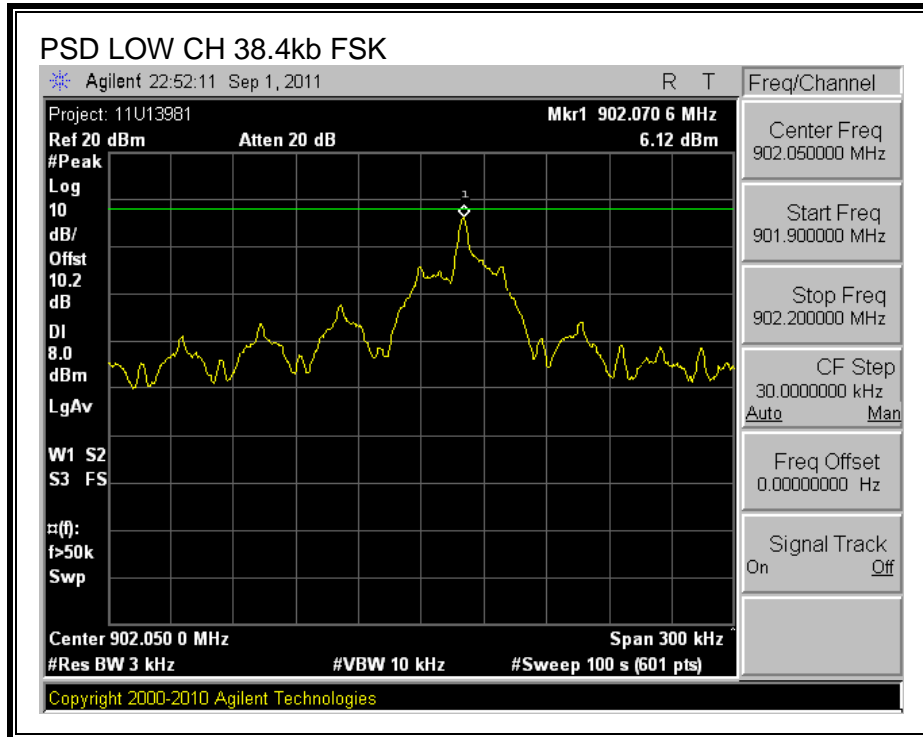 PSD LOW CH 38.4kb FSK
Agilent 22:52:11 Sep 1, 2011 R T
Project: 11U13981 Mkr1 902.070 6 MHz
Ref 20 dBm Atten 20 dB 6.12 dBm
#Peak
Log
10
dB/
Offst
10.2
dB
DI
8.0
dBm
LgAv
W1 S2
S3 FS
¤(f):
f>50k
Swp
1
Center 902.050 0 MHz Span 300 kHz
#Res BW 3 kHz #VBW 10 kHz #Sweep 100 s (601 pts)
Copyright 2000-2010 Agilent Technologies
Freq/Channel
Center Freq
902.050000 MHz
Start Freq
901.900000 MHz
Stop Freq
902.200000 MHz
CF Step
30.0000000 kHz
Auto Man
Freq Offset
0.00000000 Hz
Signal Track
On Off